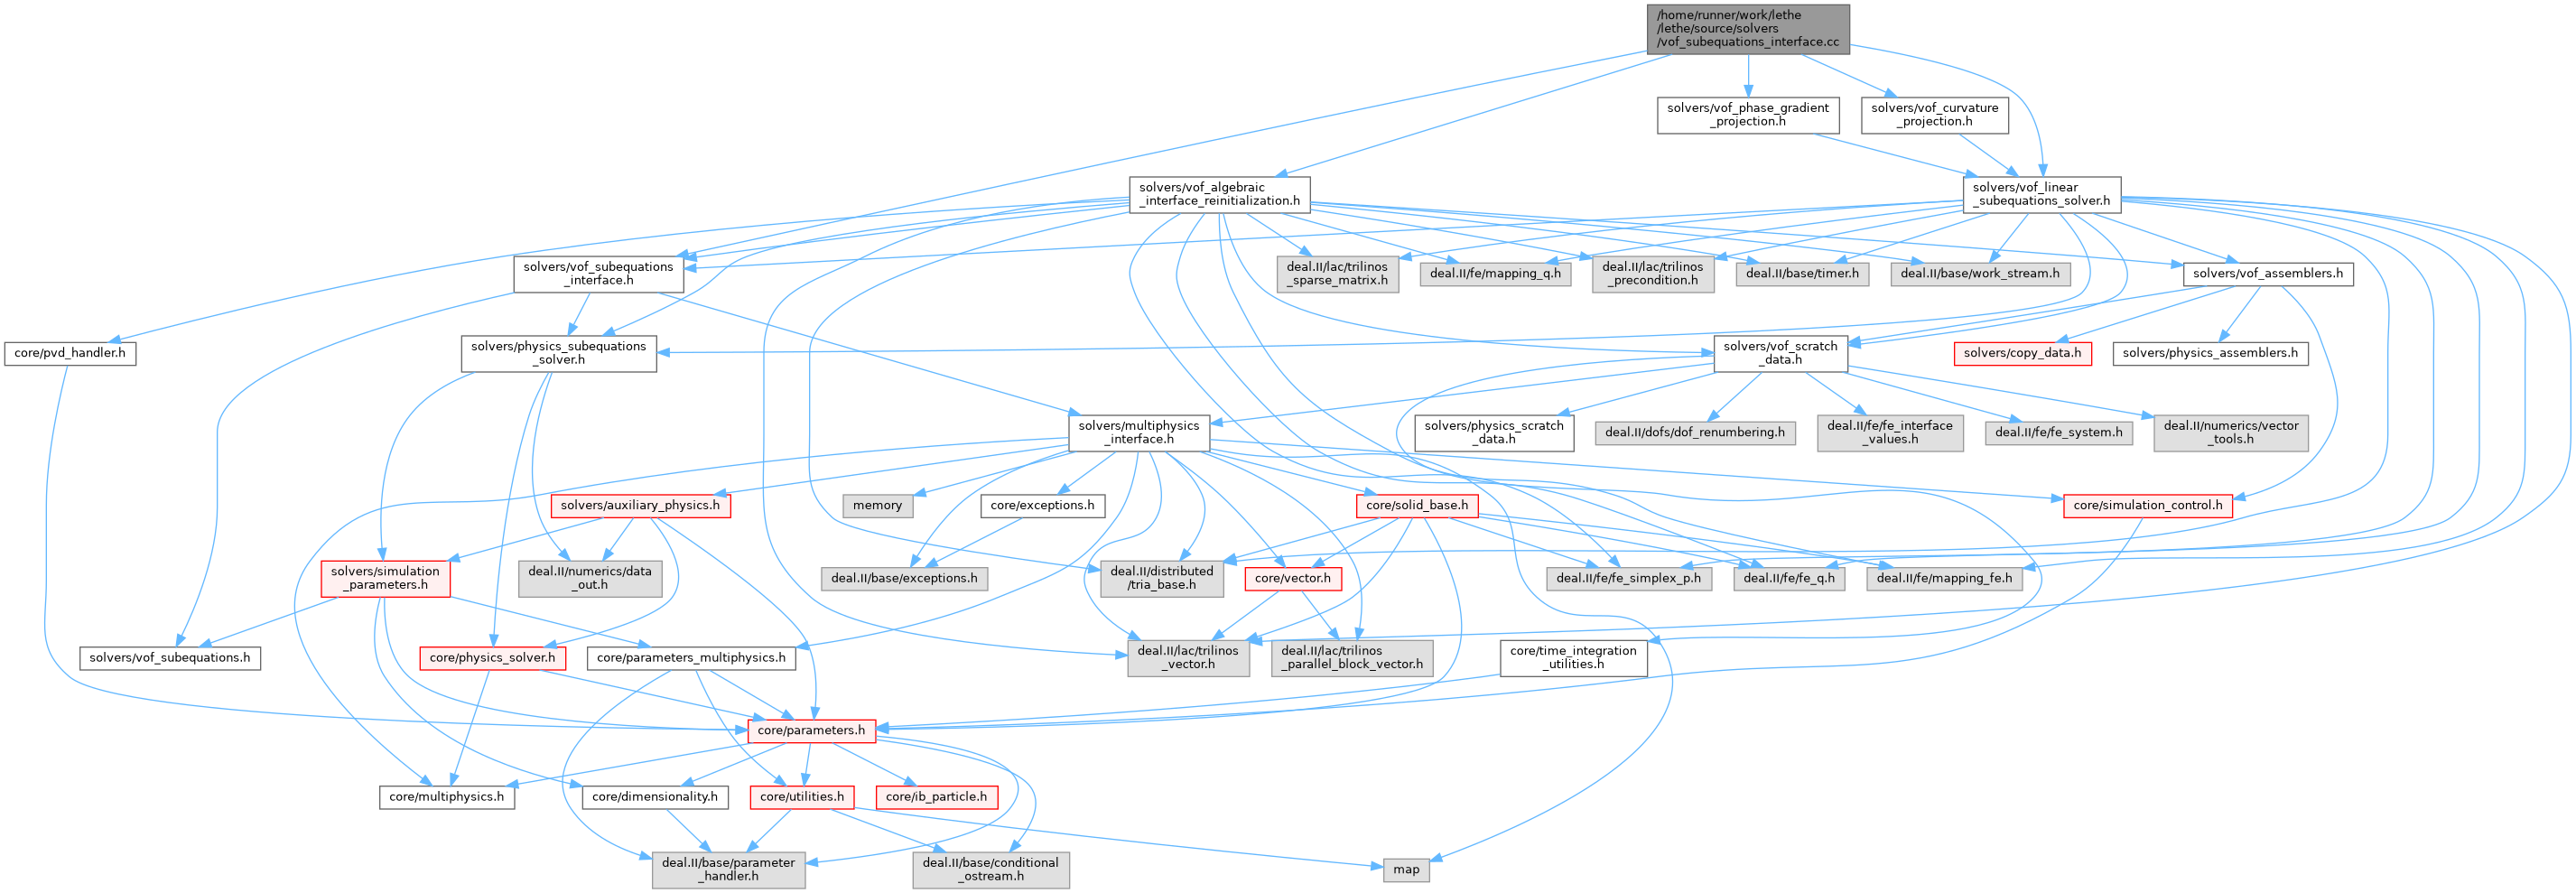 /home/runner/work/lethe
/lethe/source/solvers
/vof_subequations_interface.cc
solvers/vof_phase_gradient
_projection.h
solvers/vof_curvature
_projection.h
solvers/vof_algebraic
_interface_reinitialization.h
solvers/vof_linear
_subequations_solver.h
solvers/vof_subequations
_interface.h
deal.II/lac/trilinos
_sparse_matrix.h
deal.II/fe/mapping_q.h
deal.II/lac/trilinos
_precondition.h
deal.II/base/timer.h
deal.II/base/work_stream.h
solvers/vof_assemblers.h
core/pvd_handler.h
solvers/physics_subequations
_solver.h
solvers/vof_scratch
_data.h
solvers/copy_data.h
solvers/physics_assemblers.h
solvers/multiphysics
_interface.h
solvers/physics_scratch
_data.h
deal.II/dofs/dof_renumbering.h
deal.II/fe/fe_interface
_values.h
deal.II/fe/fe_system.h
deal.II/numerics/vector
_tools.h
solvers/auxiliary_physics.h
memory
core/exceptions.h
core/solid_base.h
core/simulation_control.h
solvers/simulation
_parameters.h
deal.II/numerics/data
_out.h
deal.II/base/exceptions.h
deal.II/distributed
/tria_base.h
core/vector.h
deal.II/fe/fe_simplex_p.h
deal.II/fe/fe_q.h
deal.II/fe/mapping_fe.h
solvers/vof_subequations.h
core/physics_solver.h
core/parameters_multiphysics.h
deal.II/lac/trilinos
_vector.h
deal.II/lac/trilinos
_parallel_block_vector.h
core/time_integration
_utilities.h
core/parameters.h
core/multiphysics.h
core/dimensionality.h
core/utilities.h
core/ib_particle.h
deal.II/base/parameter
_handler.h
deal.II/base/conditional
_ostream.h
map